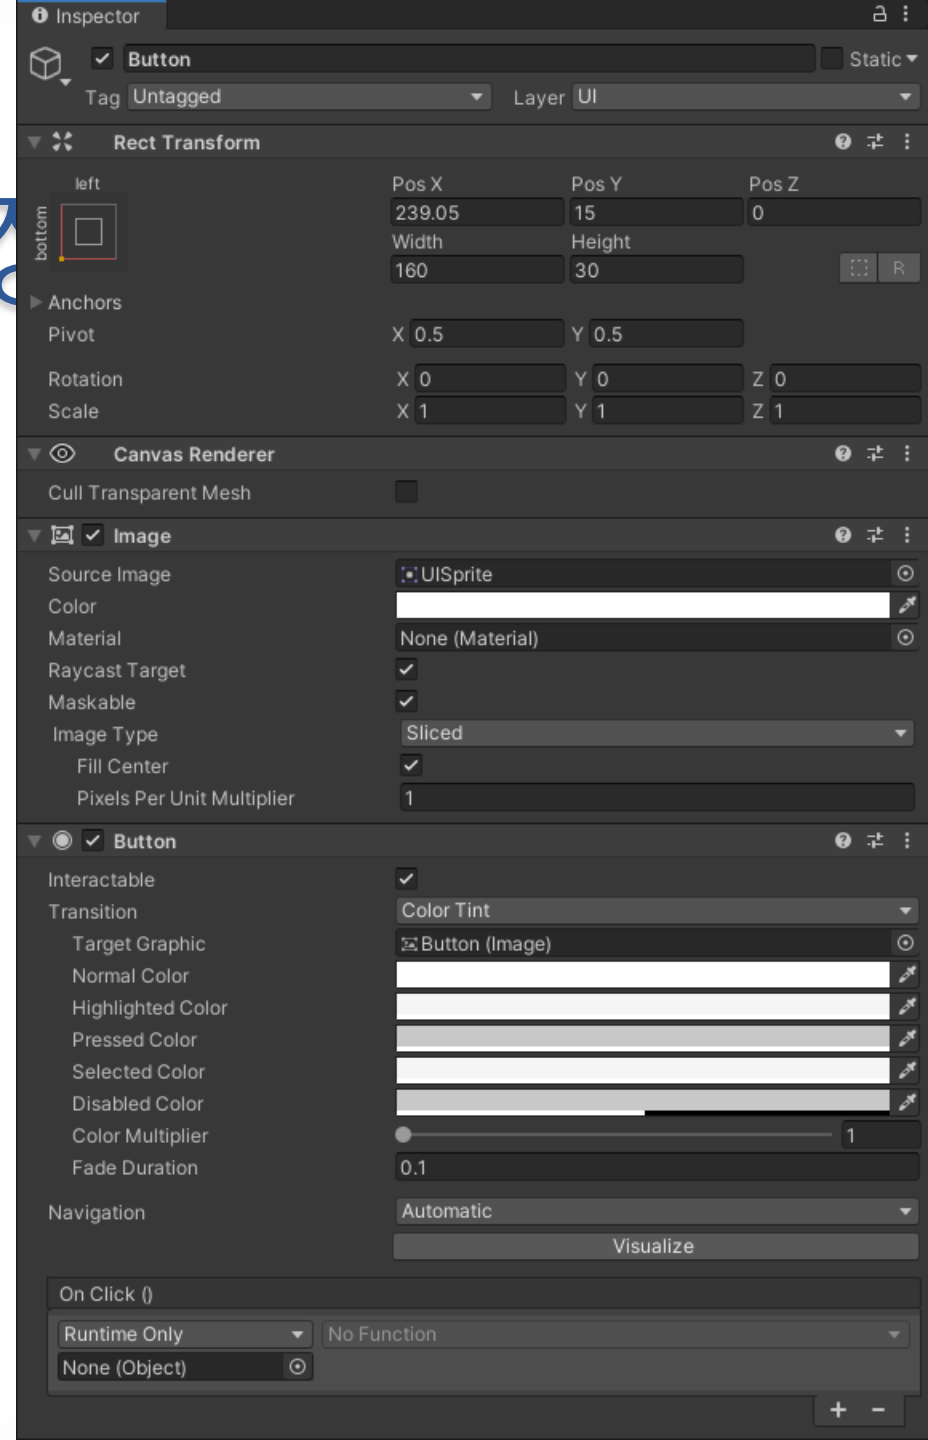 Inspector
Button Static
Tag Untagged Layer UI
Rect Transform
left Pos X Pos Y Pos Z
bottom 239.05 15 0
Width Height
160 30 R
Anchors
Pivot X 0.5 Y 0.5
Rotation X 0 Y 0 Z 0
Scale X 1 Y 1 Z 1
Canvas Renderer
Cull Transparent Mesh
Image
Source Image UISprite
Color
Material None (Material)
Raycast Target
Maskable
Image Type Sliced
Fill Center
Pixels Per Unit Multiplier 1
Button
Interactable
Transition Color Tint
Target Graphic Button (Image)
Normal Color
Highlighted Color
Pressed Color
Selected Color
Disabled Color
Color Multiplier 1
Fade Duration 0.1
Navigation Automatic
Visualize
On Click ()
Runtime Only No Function
None (Object)
+ −